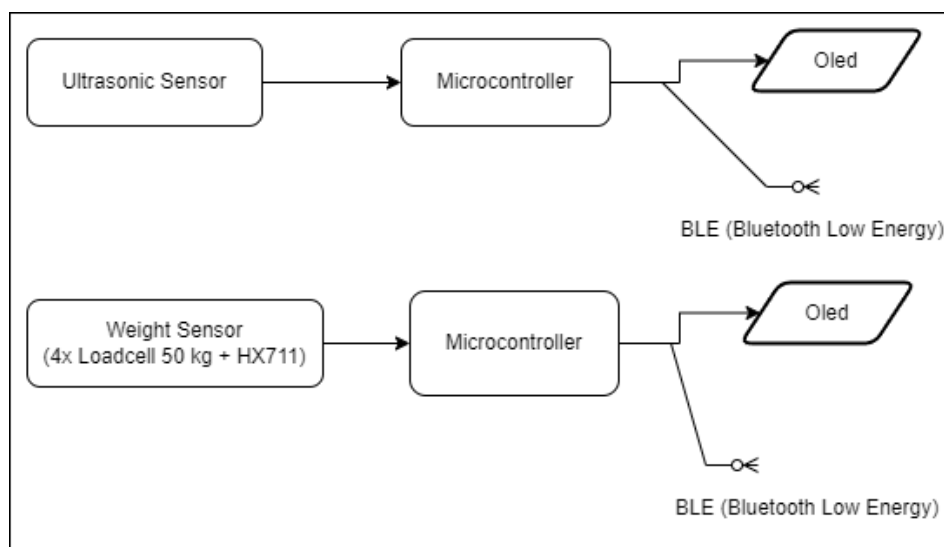 Ultrasonic Sensor
Microcontroller
Oled
BLE (Bluetooth Low Energy)
Weight Sensor
(4x Loadcell 50 kg + HX711)
Microcontroller
Oled
BLE (Bluetooth Low Energy)